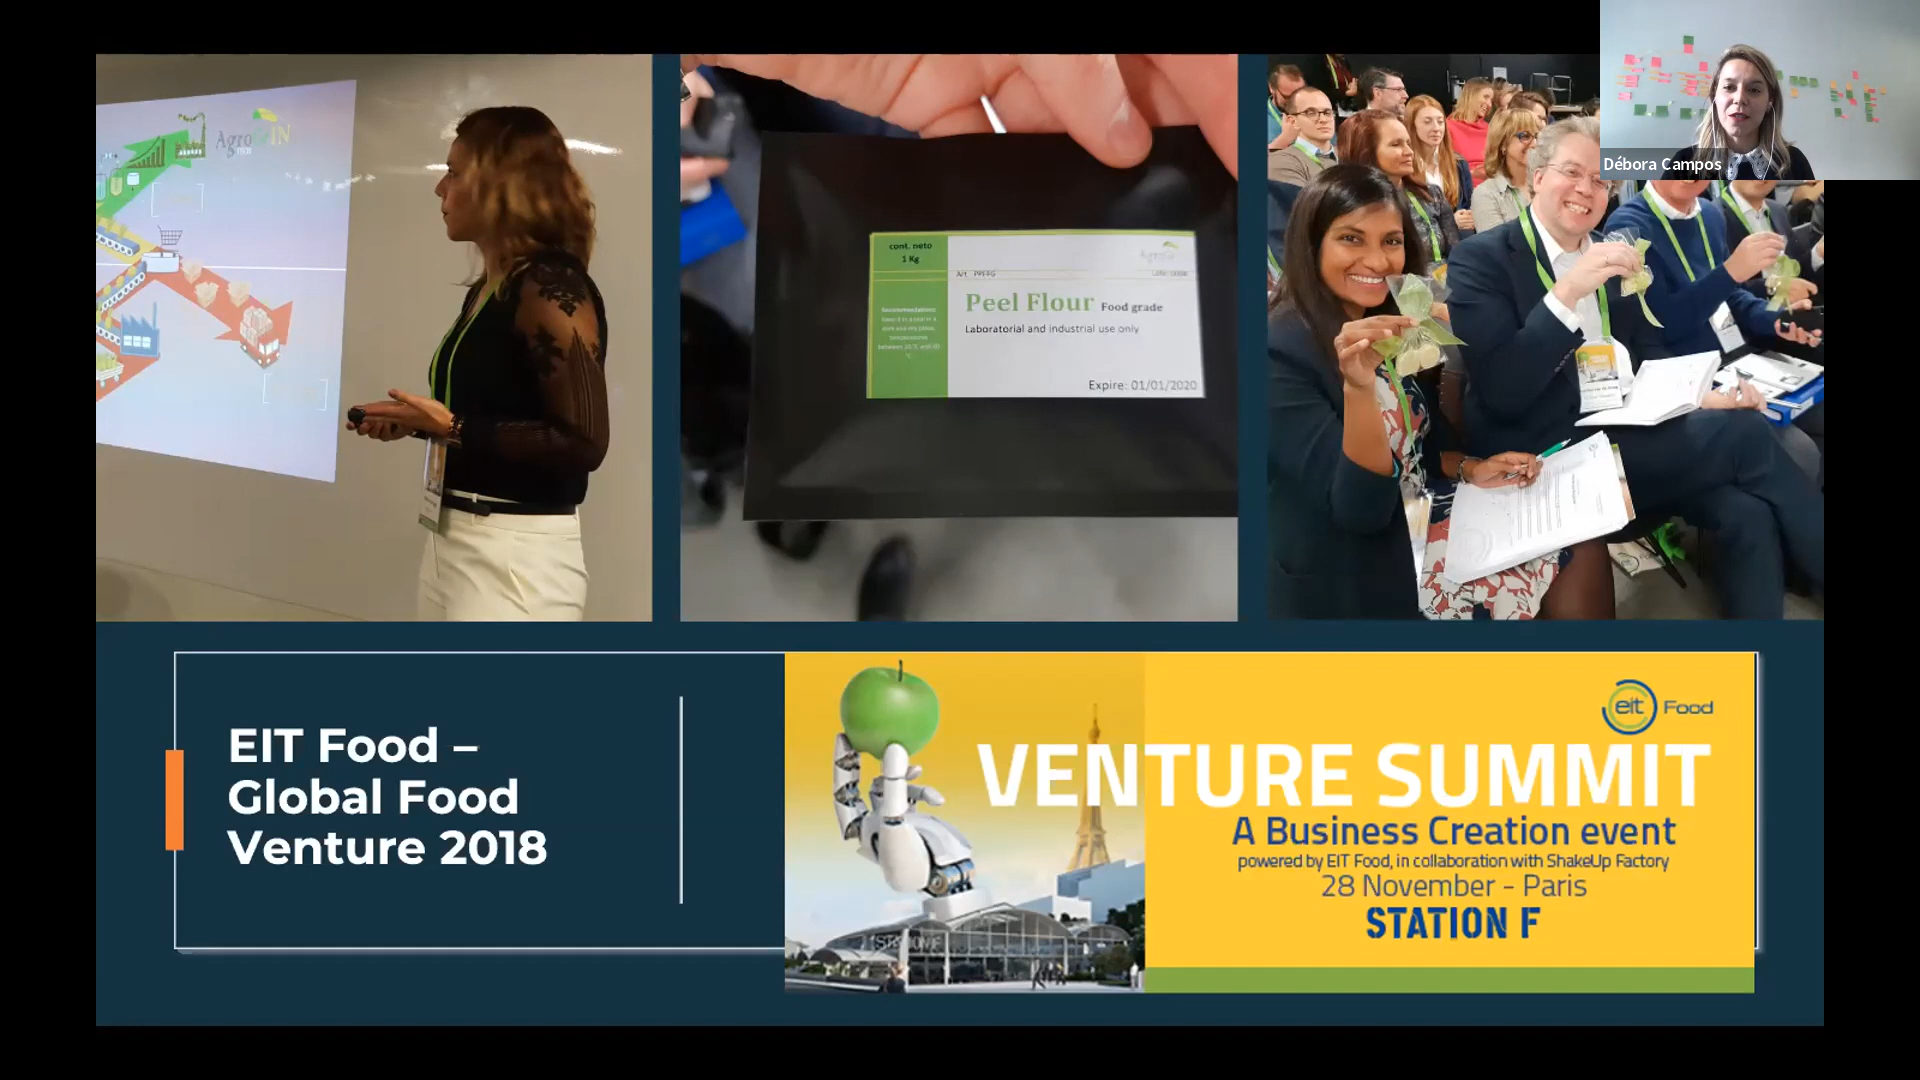 Débora Campos
cont. neto
1 Kg
Art
Peel Flour Food grade
Laboratorial and industrial use only
Expire: 01/01/2020
EIT Food –
Global Food
Venture 2018
eit Food
VENTURE SUMMIT
A Business Creation event
powered by EIT Food, in collaboration with ShakeUp Factory
28 November - Paris
STATION F